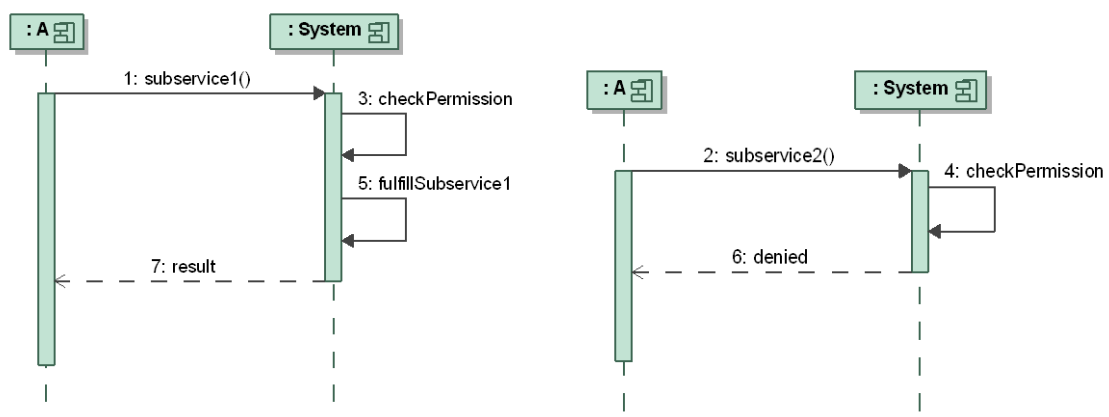 : A
: System
1: subservice1()
3: checkPermission
5: fulfillSubservice1
7: result
: A
: System
2: subservice2()
4: checkPermission
6: denied